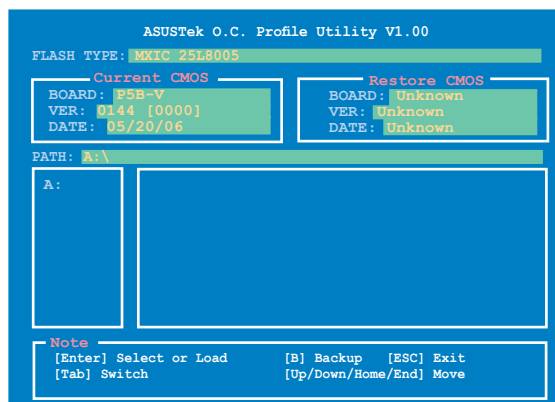 ASUSTek O.C. Profile Utility V1.00
FLASH TYPE: MXIC 25L8005
Current CMOS
BOARD: P5B-V
VER: 0144 [0000]
DATE: 05/20/06
Restore CMOS
BOARD: Unknown
VER: Unknown
DATE: Unknown
PATH: A:\
A:
Note
[Enter] Select or Load [B] Backup [ESC] Exit
[Tab] Switch [Up/Down/Home/End] Move